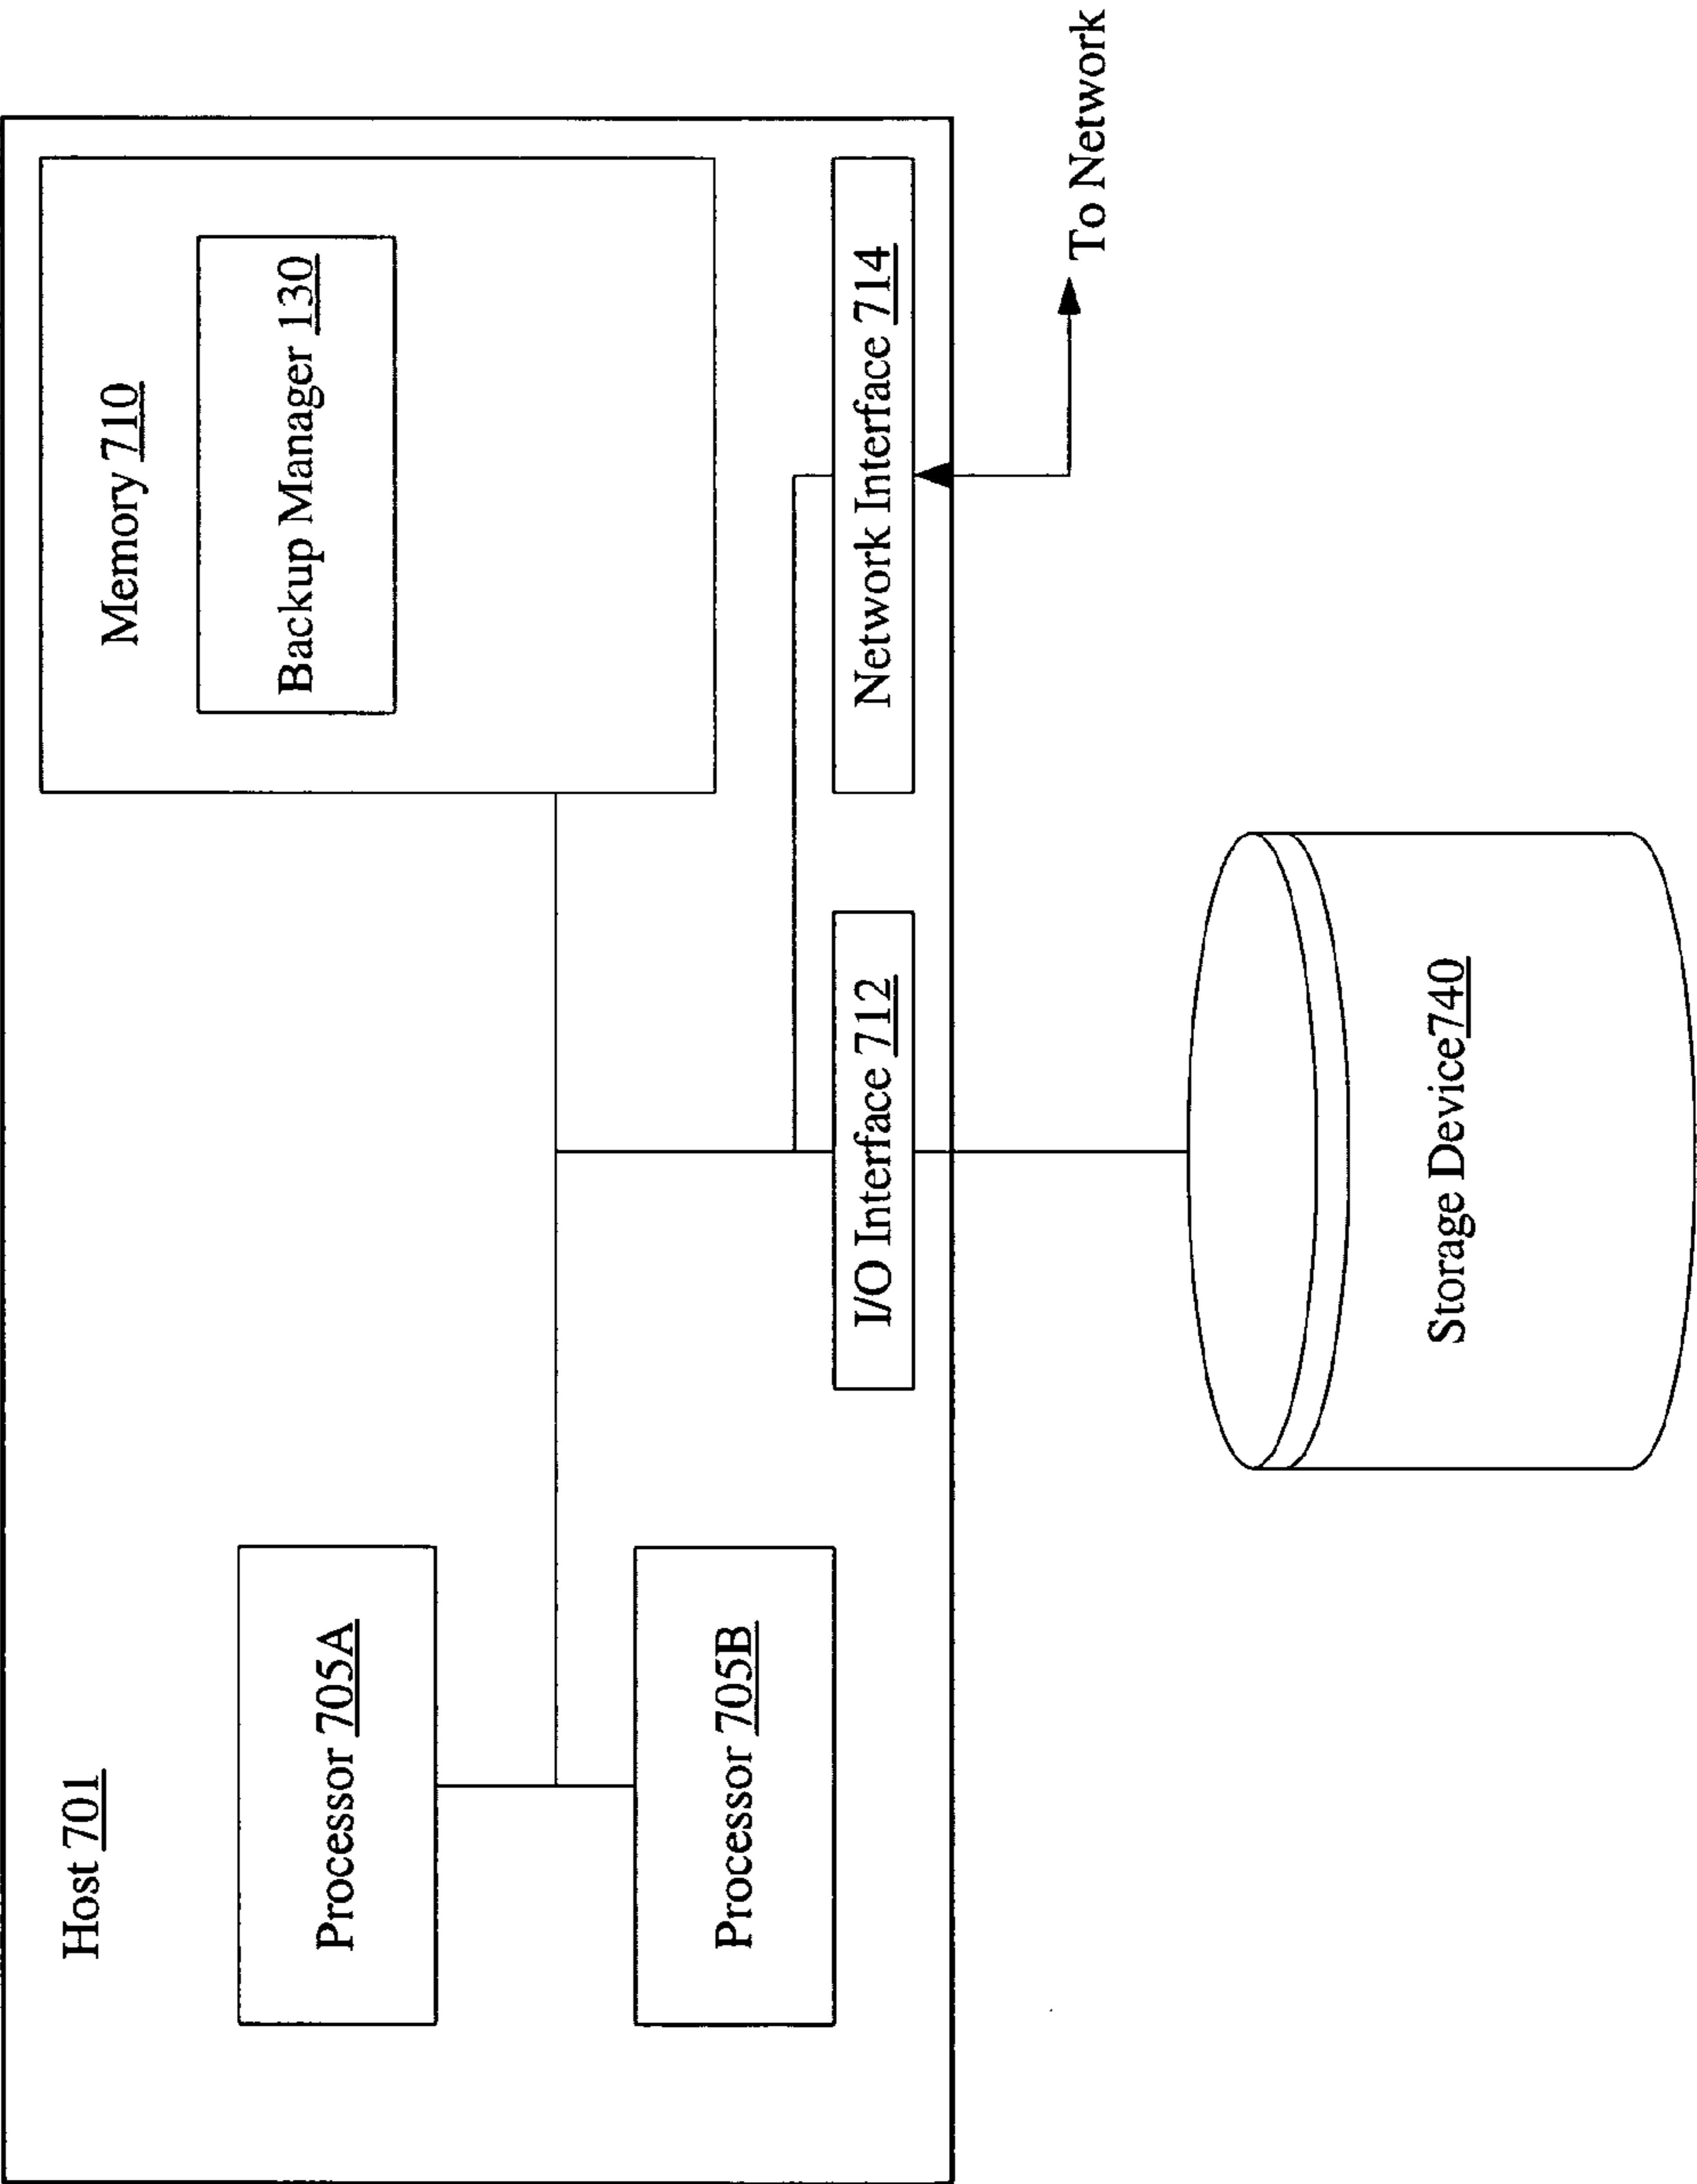 Host 701
Memory 710
Processor 705A
Backup Manager 130
Processor 705B
I/O Interface 712
Network Interface 714
To Network
Storage Device740